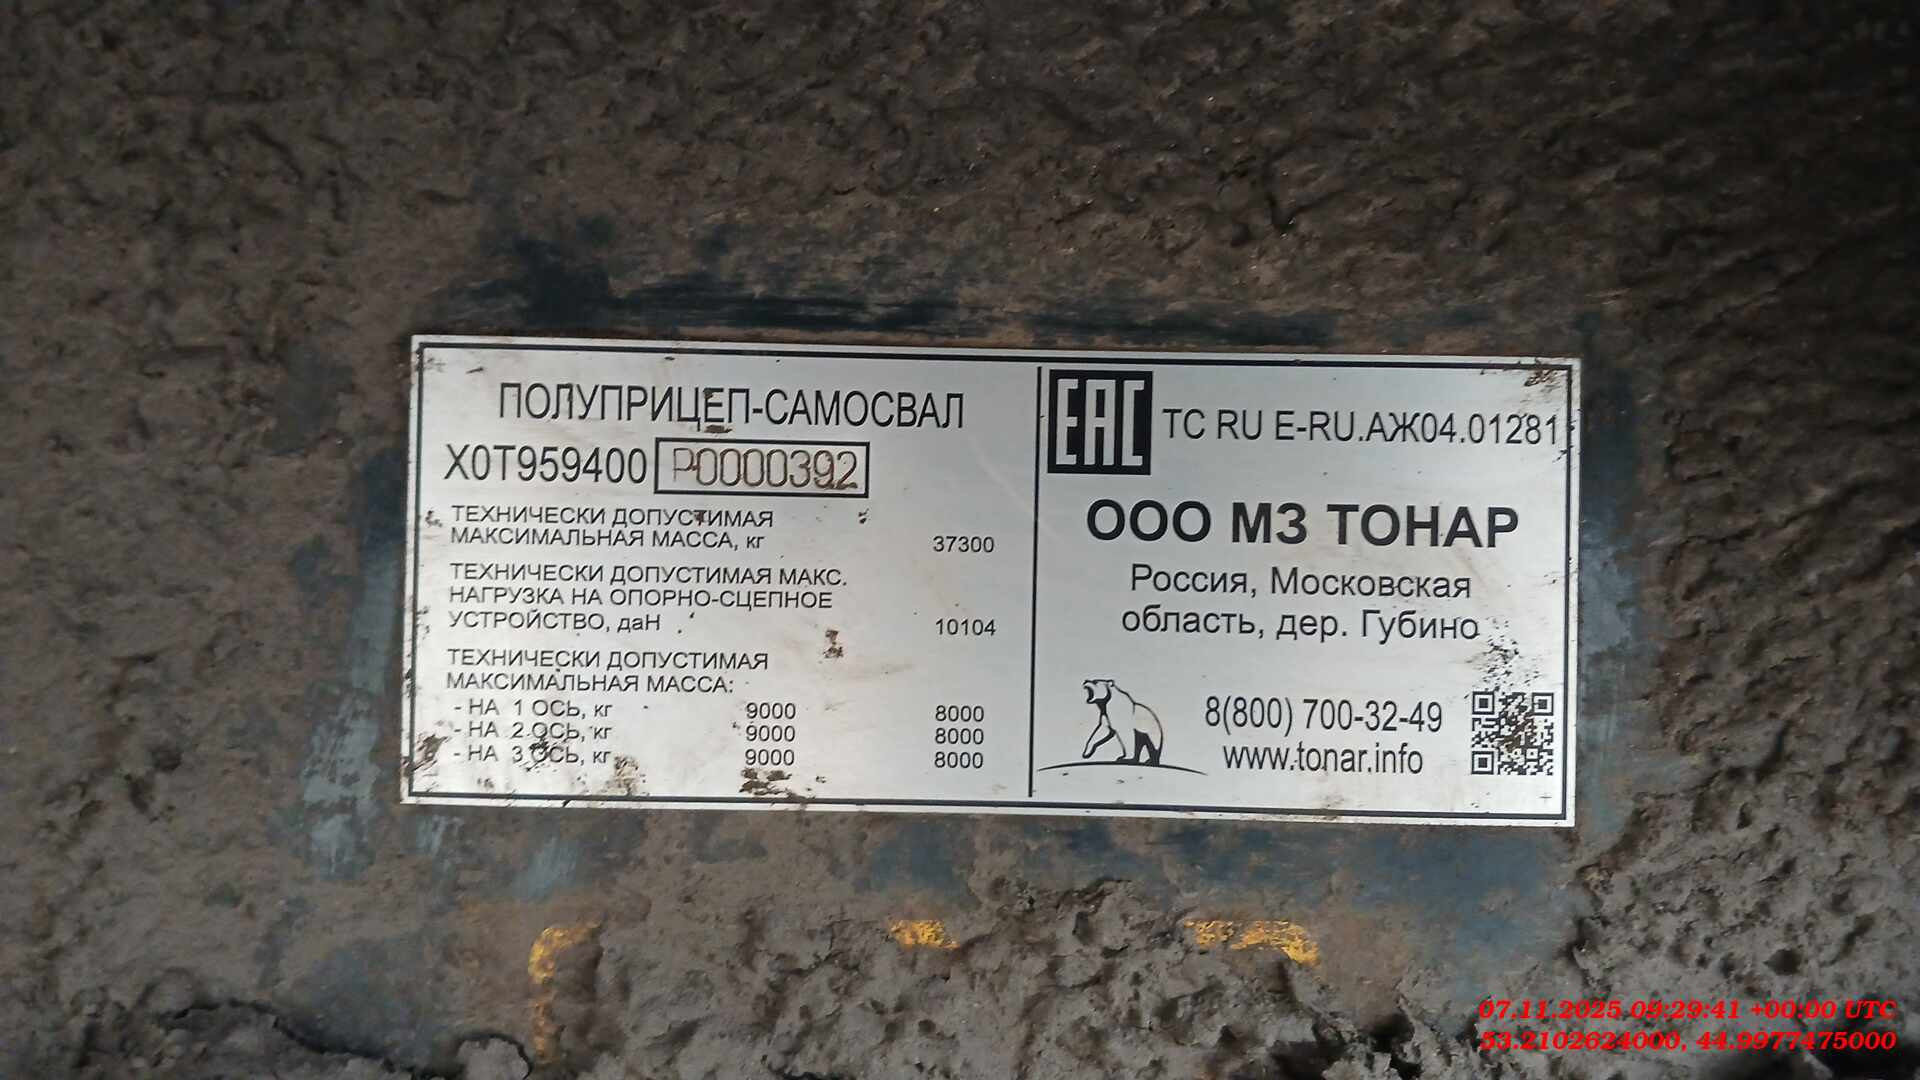 ПОЛУПРИЦЕП-САМОСВАЛ
X0T959400 P0000392
ТЕХНИЧЕСКИ ДОПУСТИМАЯ
МАКСИМАЛЬНАЯ МАССА, кг 37300
ТЕХНИЧЕСКИ ДОПУСТИМАЯ МАКС.
НАГРУЗКА НА ОПОРНО-СЦЕПНОЕ
УСТРОЙСТВО, даН 10104
ТЕХНИЧЕСКИ ДОПУСТИМАЯ
МАКСИМАЛЬНАЯ МАССА:
- НА 1 ОСЬ, кг 9000 8000
- НА 2 ОСЬ, кг 9000 8000
- НА 3 ОСЬ, кг 9000 8000
EAC ТС RU E-RU.АЖ04.01281
ООО МЗ ТОНАР
Россия, Московская
область, дер. Губино
8(800) 700-32-49
www.tonar.info
07.11.2025 09:29:41 +00:00 UTC
53.2102624000, 44.9977475000